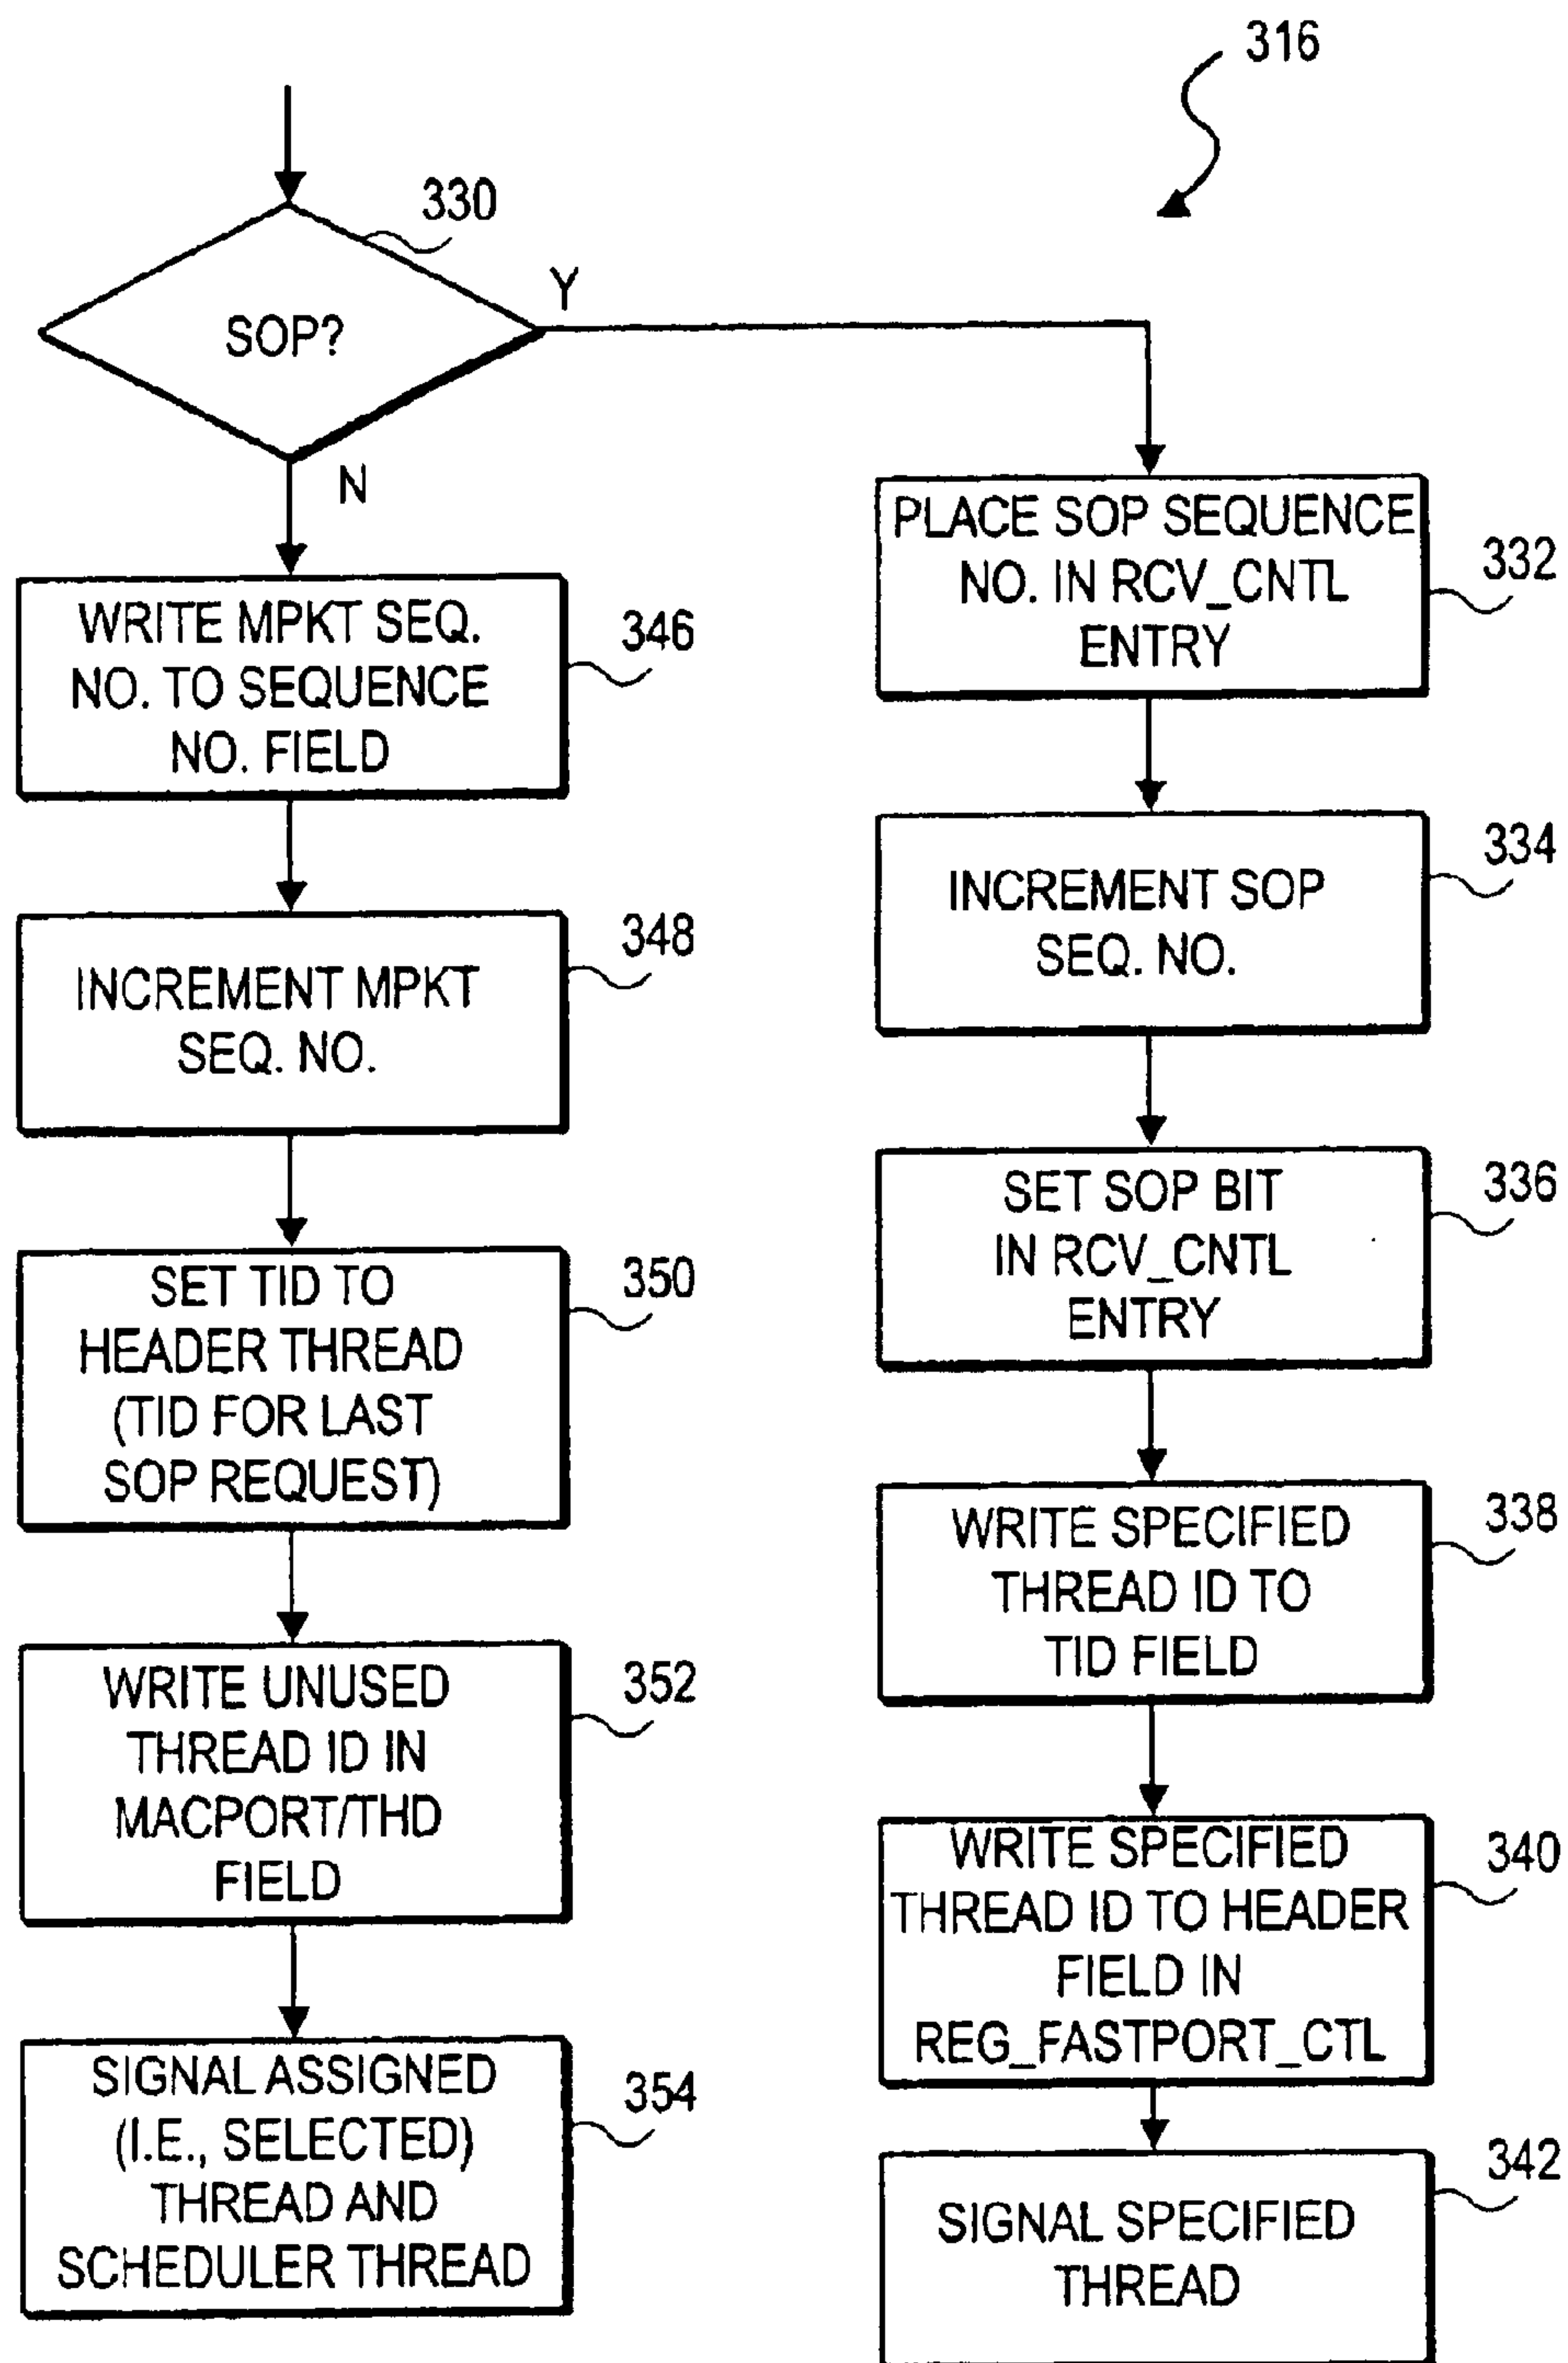 316
330
SOP?
Y
N
WRITE MPKT SEQ.
NO. TO SEQUENCE
NO. FIELD
346
INCREMENT MPKT
SEQ. NO.
348
SET TID TO
HEADER THREAD
(TID FOR LAST
SOP REQUEST)
350
WRITE UNUSED
THREAD ID IN
MACPORT/THD
FIELD
352
SIGNAL ASSIGNED
(I.E., SELECTED)
THREAD AND
SCHEDULER THREAD
354
PLACE SOP SEQUENCE
NO. IN RCV_CNTL
ENTRY
332
INCREMENT SOP
SEQ. NO.
334
SET SOP BIT
IN RCV_CNTL
ENTRY
336
WRITE SPECIFIED
THREAD ID TO
TID FIELD
338
WRITE SPECIFIED
THREAD ID TO HEADER
FIELD IN
REG_FASTPORT_CTL
340
SIGNAL SPECIFIED
THREAD
342